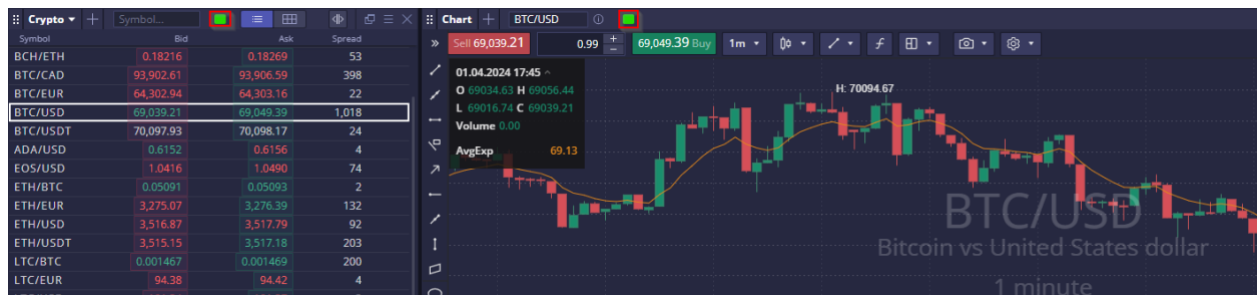 Crypto
Symbol...
Symbol Bid Ask Spread
BCH/ETH 0.18216 0.18269 53
BTC/CAD 93,902.61 93,906.59 398
BTC/EUR 64,302.94 64,303.16 22
BTC/USD 69,039.21 69,049.39 1,018
BTC/USDT 70,097.93 70,098.17 24
ADA/USD 0.6152 0.6156 4
EOS/USD 1.0416 1.0490 74
ETH/BTC 0.05091 0.05093 2
ETH/EUR 3,275.07 3,276.39 132
ETH/USD 3,516.87 3,517.79 92
ETH/USDT 3,515.15 3,517.18 203
LTC/BTC 0.001467 0.001469 200
LTC/EUR 94.38 94.42 4
Chart BTC/USD
Sell 69,039.21 0.99 69,049.39 Buy 1m
01.04.2024 17:45
O 69034.63 H 69056.44
L 69016.74 C 69039.21
Volume 0.00
AvgExp 69.13
H: 70094.67
BTC/USD
Bitcoin vs United States dollar
1 minute